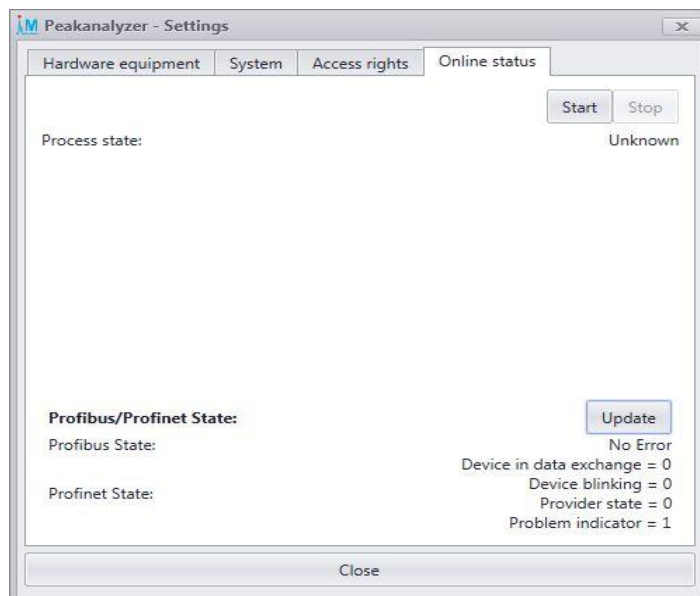 iM Peakanalyzer - Settings
Hardware equipment System Access rights Online status
Start Stop
Process state: Unknown
Profibus/Profinet State: Update
Profibus State: No Error
Device in data exchange = 0
Device blinking = 0
Profinet State:
Provider state = 0
Problem indicator = 1
Close